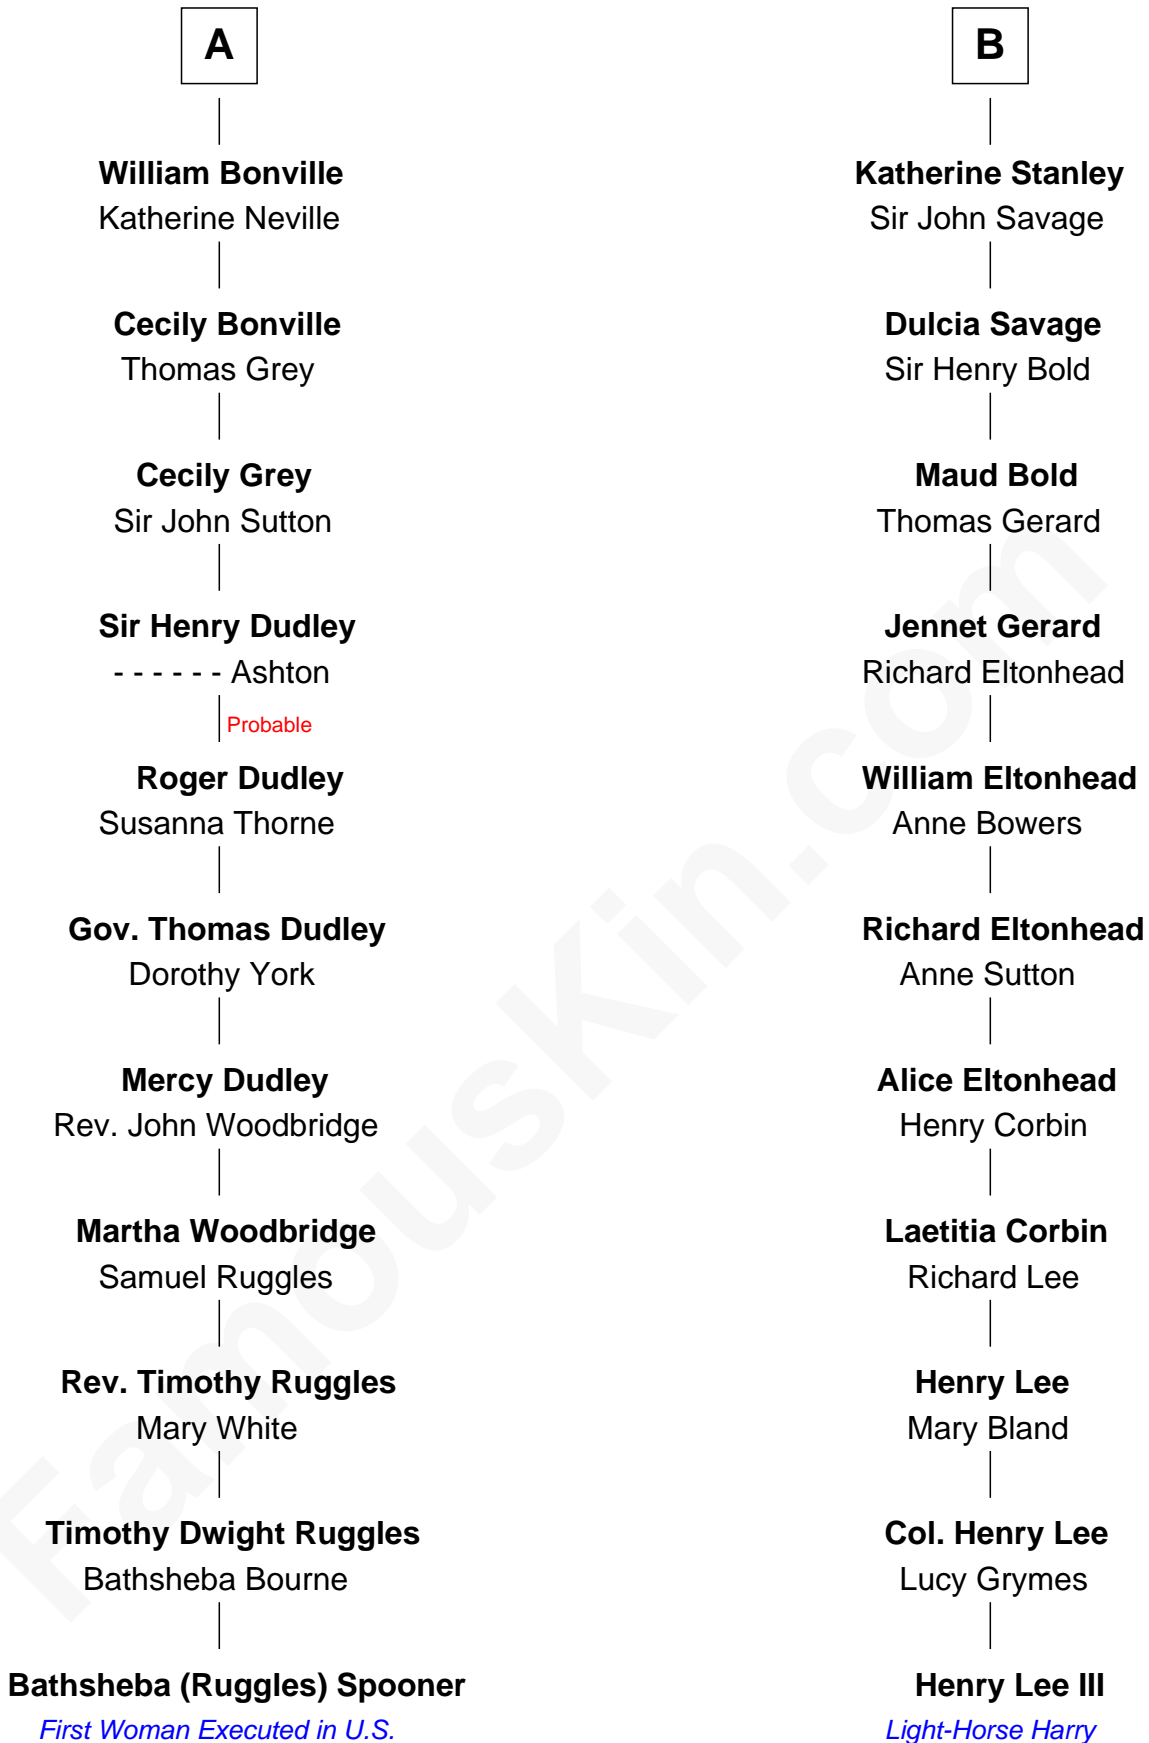 A
William Bonville
Katherine Neville
Cecily Bonville
Thomas Grey
Cecily Grey
Sir John Sutton
Sir Henry Dudley
- - - - - - Ashton
Probable
Roger Dudley
Susanna Thorne
Gov. Thomas Dudley
Dorothy York
Mercy Dudley
Rev. John Woodbridge
Martha Woodbridge
Samuel Ruggles
Rev. Timothy Ruggles
Mary White
Timothy Dwight Ruggles
Bathsheba Bourne
Bathsheba (Ruggles) Spooner
First Woman Executed in U.S.
B
Katherine Stanley
Sir John Savage
Dulcia Savage
Sir Henry Bold
Maud Bold
Thomas Gerard
Jennet Gerard
Richard Eltonhead
William Eltonhead
Anne Bowers
Richard Eltonhead
Anne Sutton
Alice Eltonhead
Henry Corbin
Laetitia Corbin
Richard Lee
Henry Lee
Mary Bland
Col. Henry Lee
Lucy Grymes
Henry Lee III
Light-Horse Harry
FamousKin.com